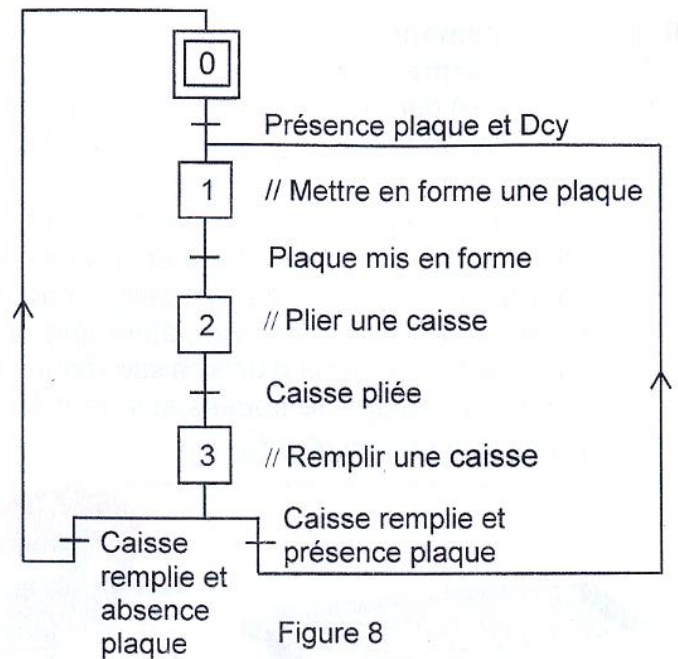 0
Présence plaque et Dcy
1
// Mettre en forme une plaque
Plaque mis en forme
2
// Plier une caisse
Caisse pliée
3
// Remplir une caisse
Caisse
remplie et
absence
plaque
Caisse remplie et
présence plaque
Figure 8